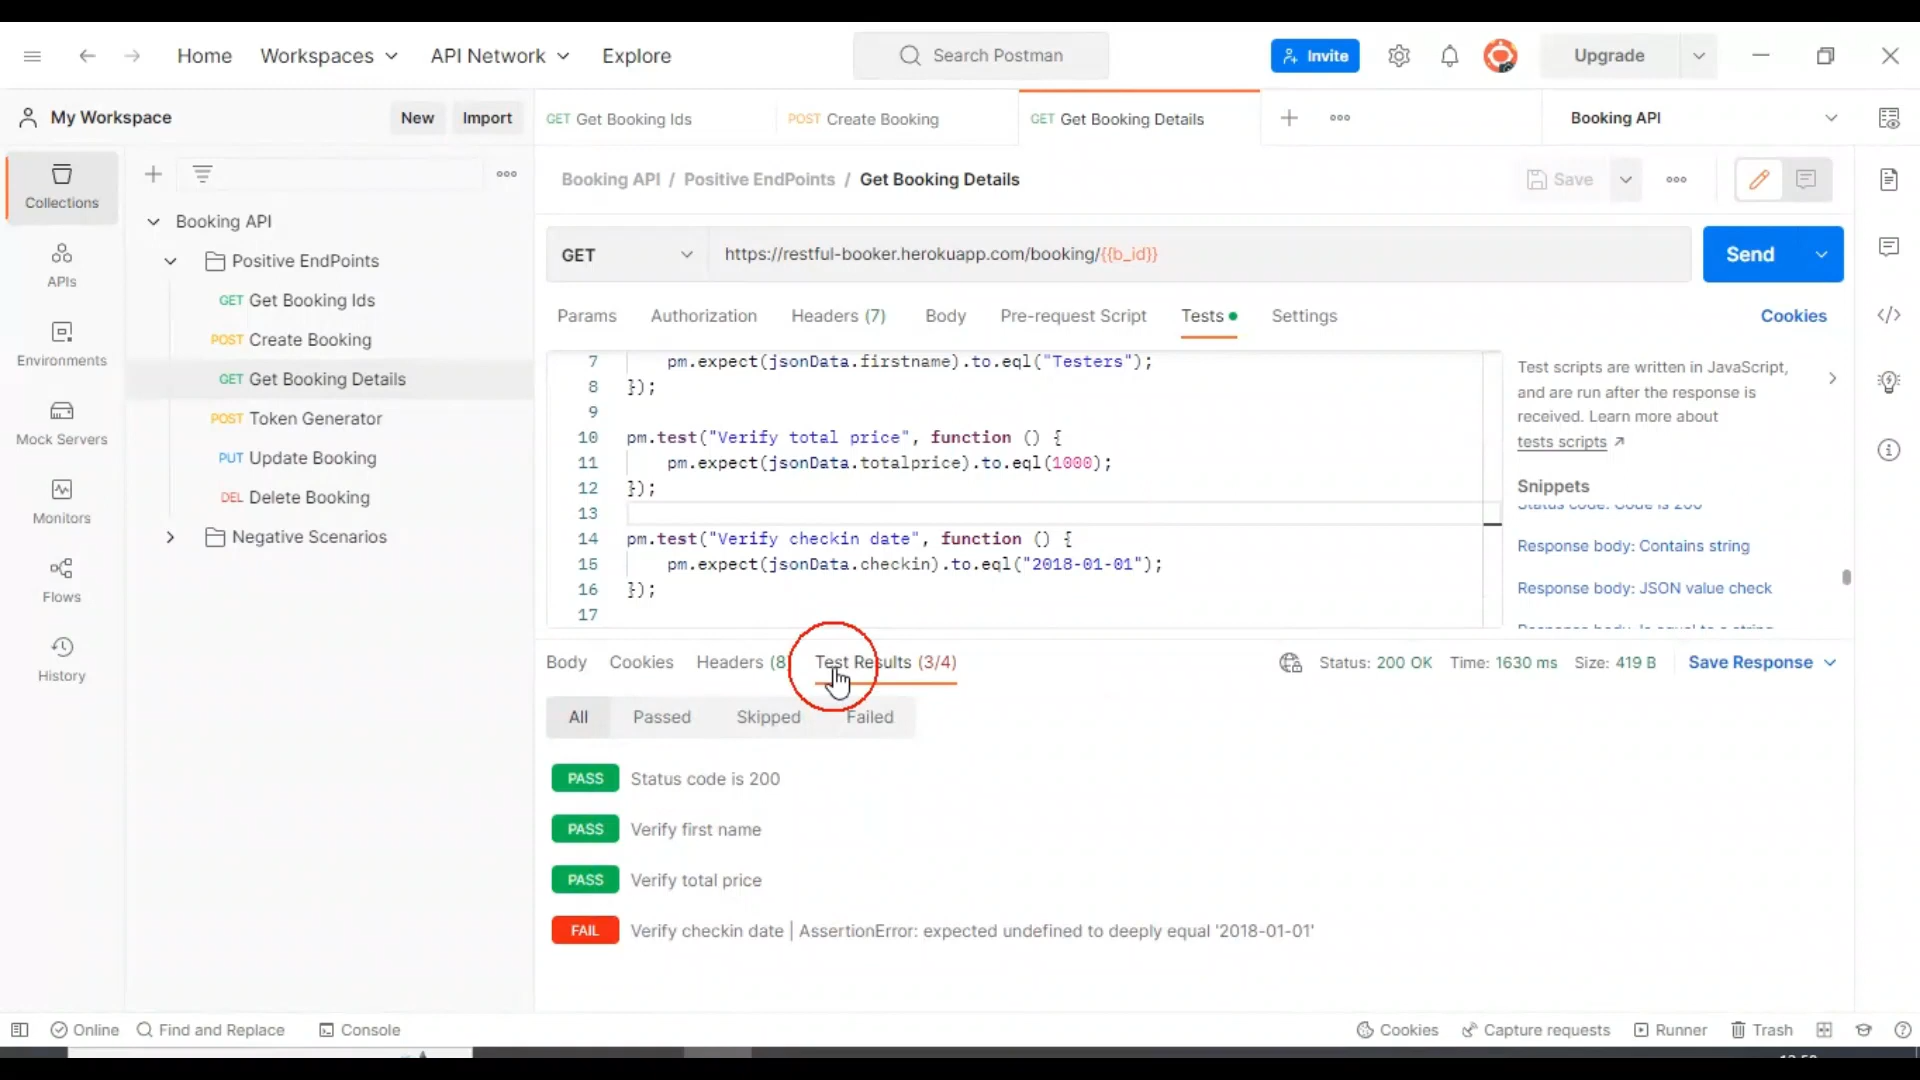 Home Workspaces API Network Explore Search Postman Invite Upgrade
My Workspace New Import GET Get Booking Ids POST Create Booking GET Get Booking Details Booking API
Booking API / Positive EndPoints / Get Booking Details Save
Collections
APIs
Environments
Mock Servers
Monitors
Flows
History
Booking API
Positive EndPoints
GET Get Booking Ids
POST Create Booking
GET Get Booking Details
POST Token Generator
PUT Update Booking
DEL Delete Booking
Negative Scenarios
GET https://restful-booker.herokuapp.com/booking/{{b_id}} Send
Params Authorization Headers (7) Body Pre-request Script Tests Settings Cookies
7 pm.expect(jsonData.firstname).to.eql("Testers");
8 });
9
10 pm.test("Verify total price", function () {
11 pm.expect(jsonData.totalprice).to.eql(1000);
12 });
13
14 pm.test("Verify checkin date", function () {
15 pm.expect(jsonData.checkin).to.eql("2018-01-01");
16 });
17
Test scripts are written in JavaScript,
and are run after the response is
received. Learn more about
tests scripts
Snippets
Status code: Code is 200
Response body: Contains string
Response body: JSON value check
Response body: Is equal to a string
Body Cookies Headers (8 Test Results (3/4) Status: 200 OK Time: 1630 ms Size: 419 B Save Response
All Passed Skipped Failed
PASS Status code is 200
PASS Verify first name
PASS Verify total price
FAIL Verify checkin date | AssertionError: expected undefined to deeply equal '2018-01-01'
Online Find and Replace Console Cookies Capture requests Runner Trash